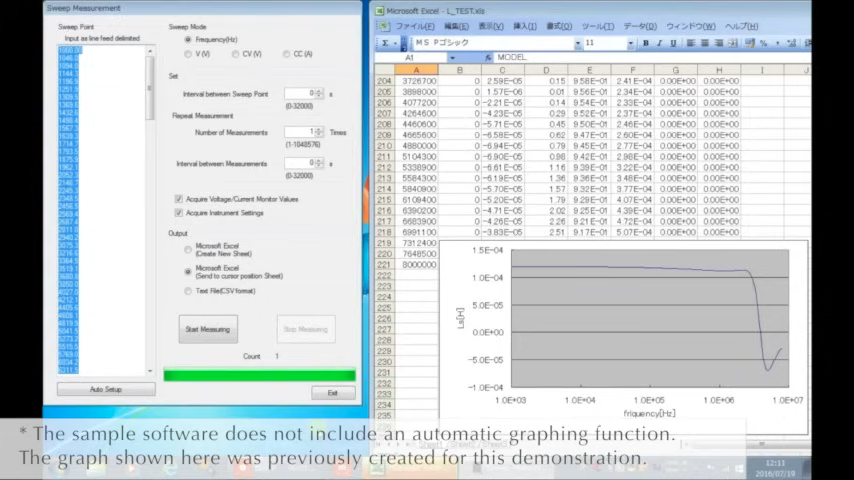 Sweep Measurement
Sweep Point
Input as line feed delimited
1000.00
1046.0
1094.0
1144.3
Sweep Mode
Frequency(Hz)
V (V)
CV (V)
CC (A)
Set
Interval between Sweep Point
0
s
(0-32000)
Repeat Measurement
Number of Measurements
1
Times
(1-1048576)
Interval between Measurements
0
s
(0-32000)
Acquire Voltage/Current Monitor Values
Acquire Instrument Settings
Output
Microsoft Excel
(Create New Sheet)
Microsoft Excel
(Send to cursor position Sheet)
Text File(CSV format)
Start Measuring
Stop Measuring
Count 1
Auto Setup
Exit
Microsoft Excel - L_TEST.xls
ファイル(F) 編集(E) 表示(V) 挿入(I) 書式(O) ツール(T) データ(D) ウィンドウ(W) ヘルプ(H)
MS Pゴシック 11
A1 fx MODEL
A B C D E F G H I J
204 3726700 0 2.59E-05 0.15 9.58E-01 2.41E-04 0.00E+00 0.00E+00
205 3898000 0 1.57E-06 0.01 9.56E-01 2.34E-04 0.00E+00 0.00E+00
206 4077200 0 -2.21E-05 0.14 9.54E-01 2.33E-04 0.00E+00 0.00E+00
207 4264600 0 -4.23E-05 0.29 9.52E-01 2.37E-04 0.00E+00 0.00E+00
208 4460600 0 -5.71E-05 0.45 9.50E-01 2.46E-04 0.00E+00 0.00E+00
209 4665600 0 -6.58E-05 0.62 9.47E-01 2.60E-04 0.00E+00 0.00E+00
210 4880000 0 -6.94E-05 0.79 9.45E-01 2.77E-04 0.00E+00 0.00E+00
211 5104300 0 -6.90E-05 0.98 9.42E-01 2.98E-04 0.00E+00 0.00E+00
212 5338900 0 -6.61E-05 1.16 9.39E-01 3.22E-04 0.00E+00 0.00E+00
213 5584300 0 -6.19E-05 1.36 9.36E-01 3.48E-04 0.00E+00 0.00E+00
214 5840900 0 -5.70E-05 1.57 9.32E-01 3.77E-04 0.00E+00 0.00E+00
215 6109400 0 -5.20E-05 1.79 9.29E-01 4.07E-04 0.00E+00 0.00E+00
216 6390200 0 -4.71E-05 2.02 9.25E-01 4.39E-04 0.00E+00 0.00E+00
217 6683900 0 -4.26E-05 2.26 9.21E-01 4.72E-04 0.00E+00 0.00E+00
218 6991100 0 -3.83E-05 2.51 9.17E-01 5.07E-04 0.00E+00 0.00E+00
219 7312400
220 7648500
221 8000000
222
223
224
225
226
227
228
229
230
231
232
233
234
1.5E-04
1.0E-04
5.0E-05
0.0E+00
-5.0E-05
-1.0E-04
Ls[H]
1.0E+03 1.0E+04 1.0E+05 1.0E+06 1.0E+07
friquency[Hz]
* The sample software does not include an automatic graphing function.
The graph shown here was previously created for this demonstration.
12:11
2016/07/19